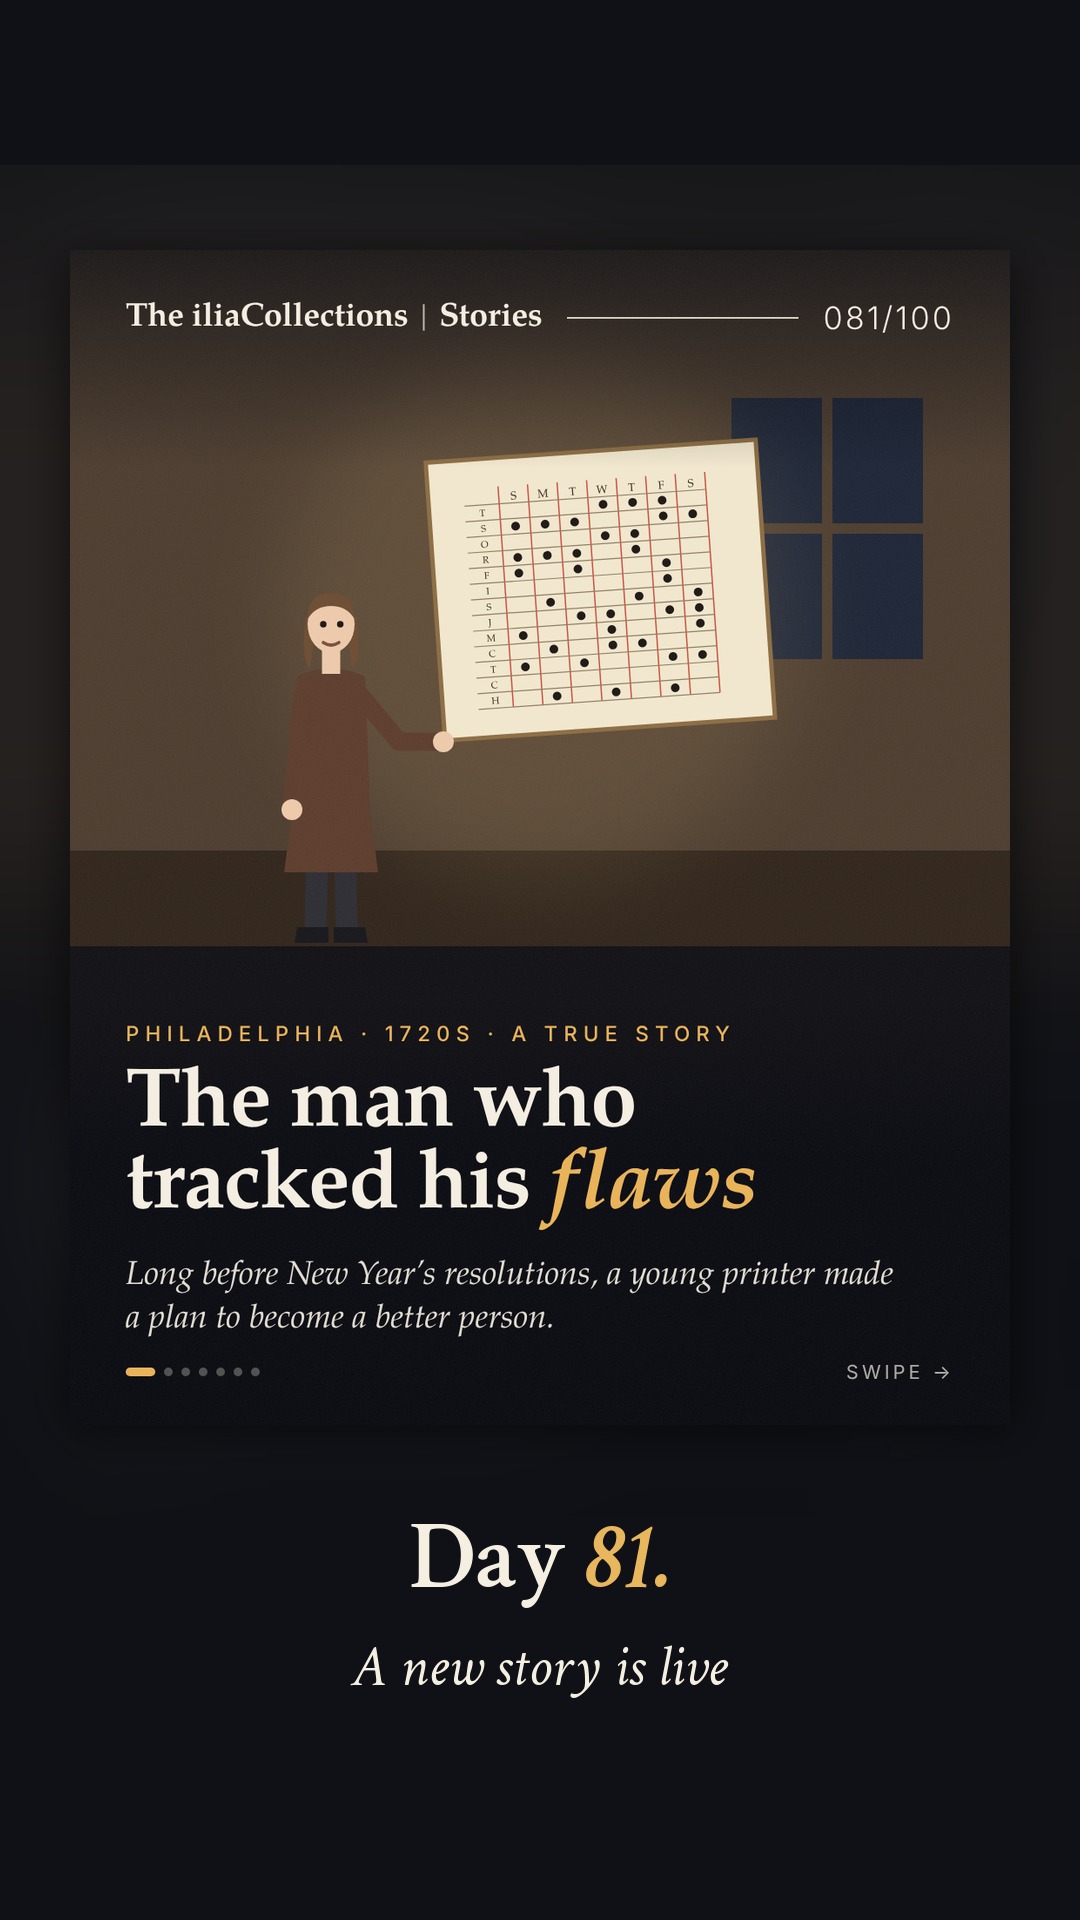 The iliaCollections | Stories
081/100
S M T W T F S
T
S
O
R
F
I
S
J
M
C
T
C
H
PHILADELPHIA · 1720S · A TRUE STORY
The man who
tracked his flaws
Long before New Year’s resolutions, a young printer made
a plan to become a better person.
SWIPE →
Day 81.
A new story is live